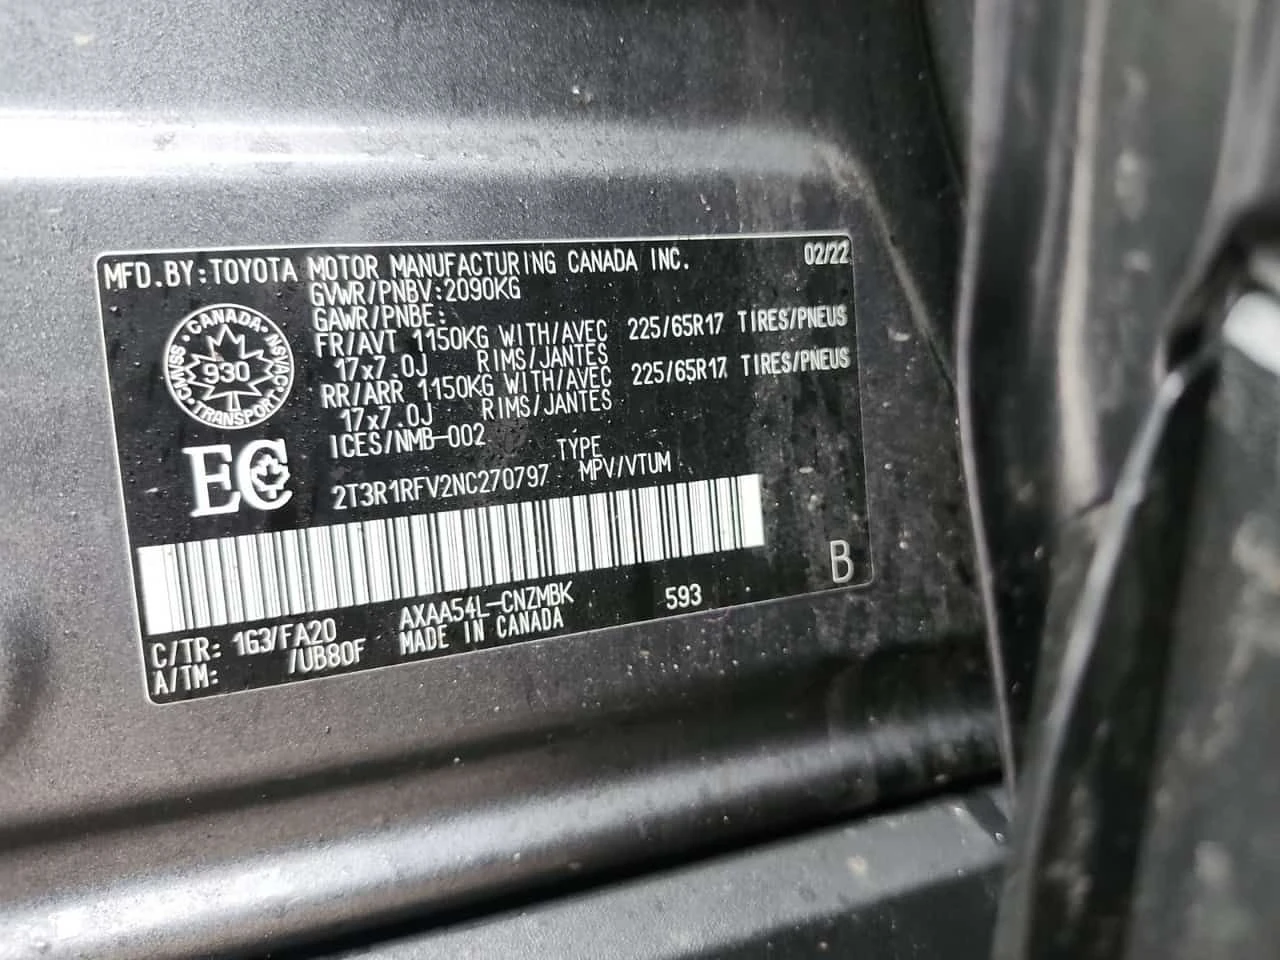 MFD.BY:TOYOTA MOTOR MANUFACTURING CANADA INC. 02/22
GVWR/PNBV:2090KG
GAWR/PNBE:
FR/AVT 1150KG WITH/AVEC 225/65R17 TIRES/PNEUS
17x7.0J RIMS/JANTES
RR/ARR 1150KG WITH/AVEC 225/65R17 TIRES/PNEUS
17x7.0J RIMS/JANTES
ICES/NMB-002
CANADA
930
TRANSPORT
CMVSS
NSVAC
EC
TYPE
2T3R1RFV2NC270797 MPV/VTUM
B
C/TR: 1G3/FA20 AXAA54L-CNZMBK 593
A/TM: /UB80F MADE IN CANADA